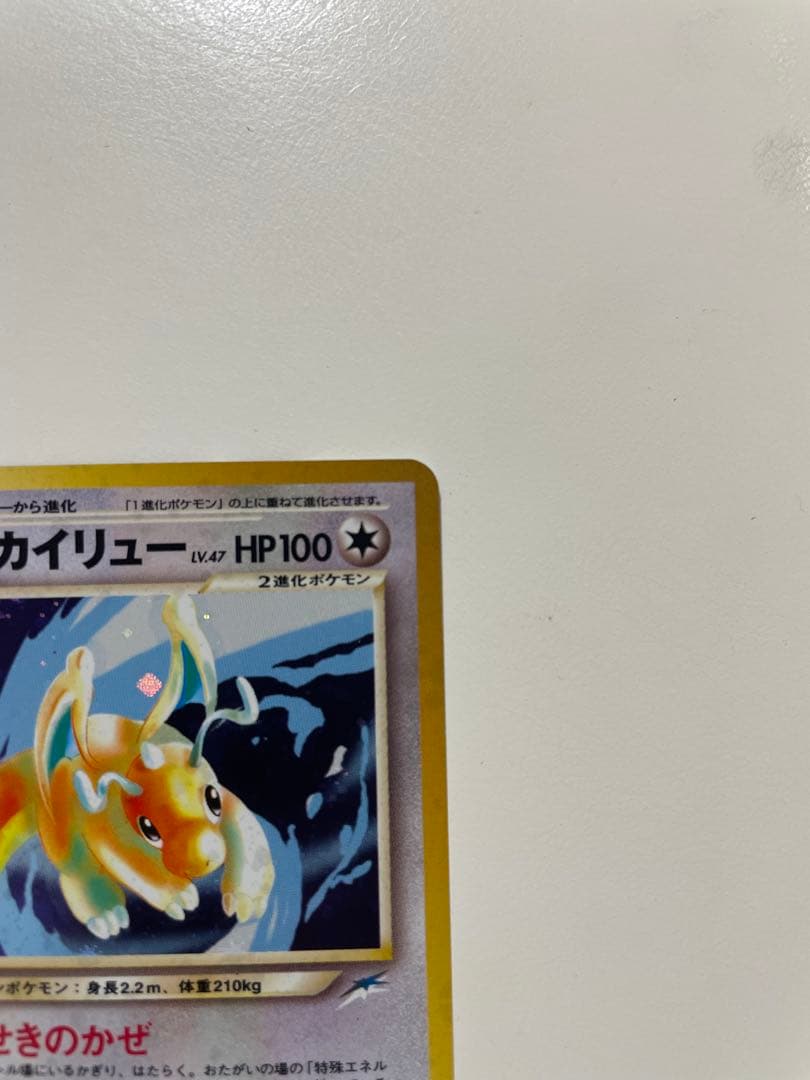 ーから進化
「1進化ポケモン」の上に重ねて進化させます。
カイリュー LV.47 HP100
2進化ポケモン
ンポケモン：身長2.2m、体重210kg
せきのかぜ
ル場にいるかぎり、はたらく。おたがいの場の「特殊エネル